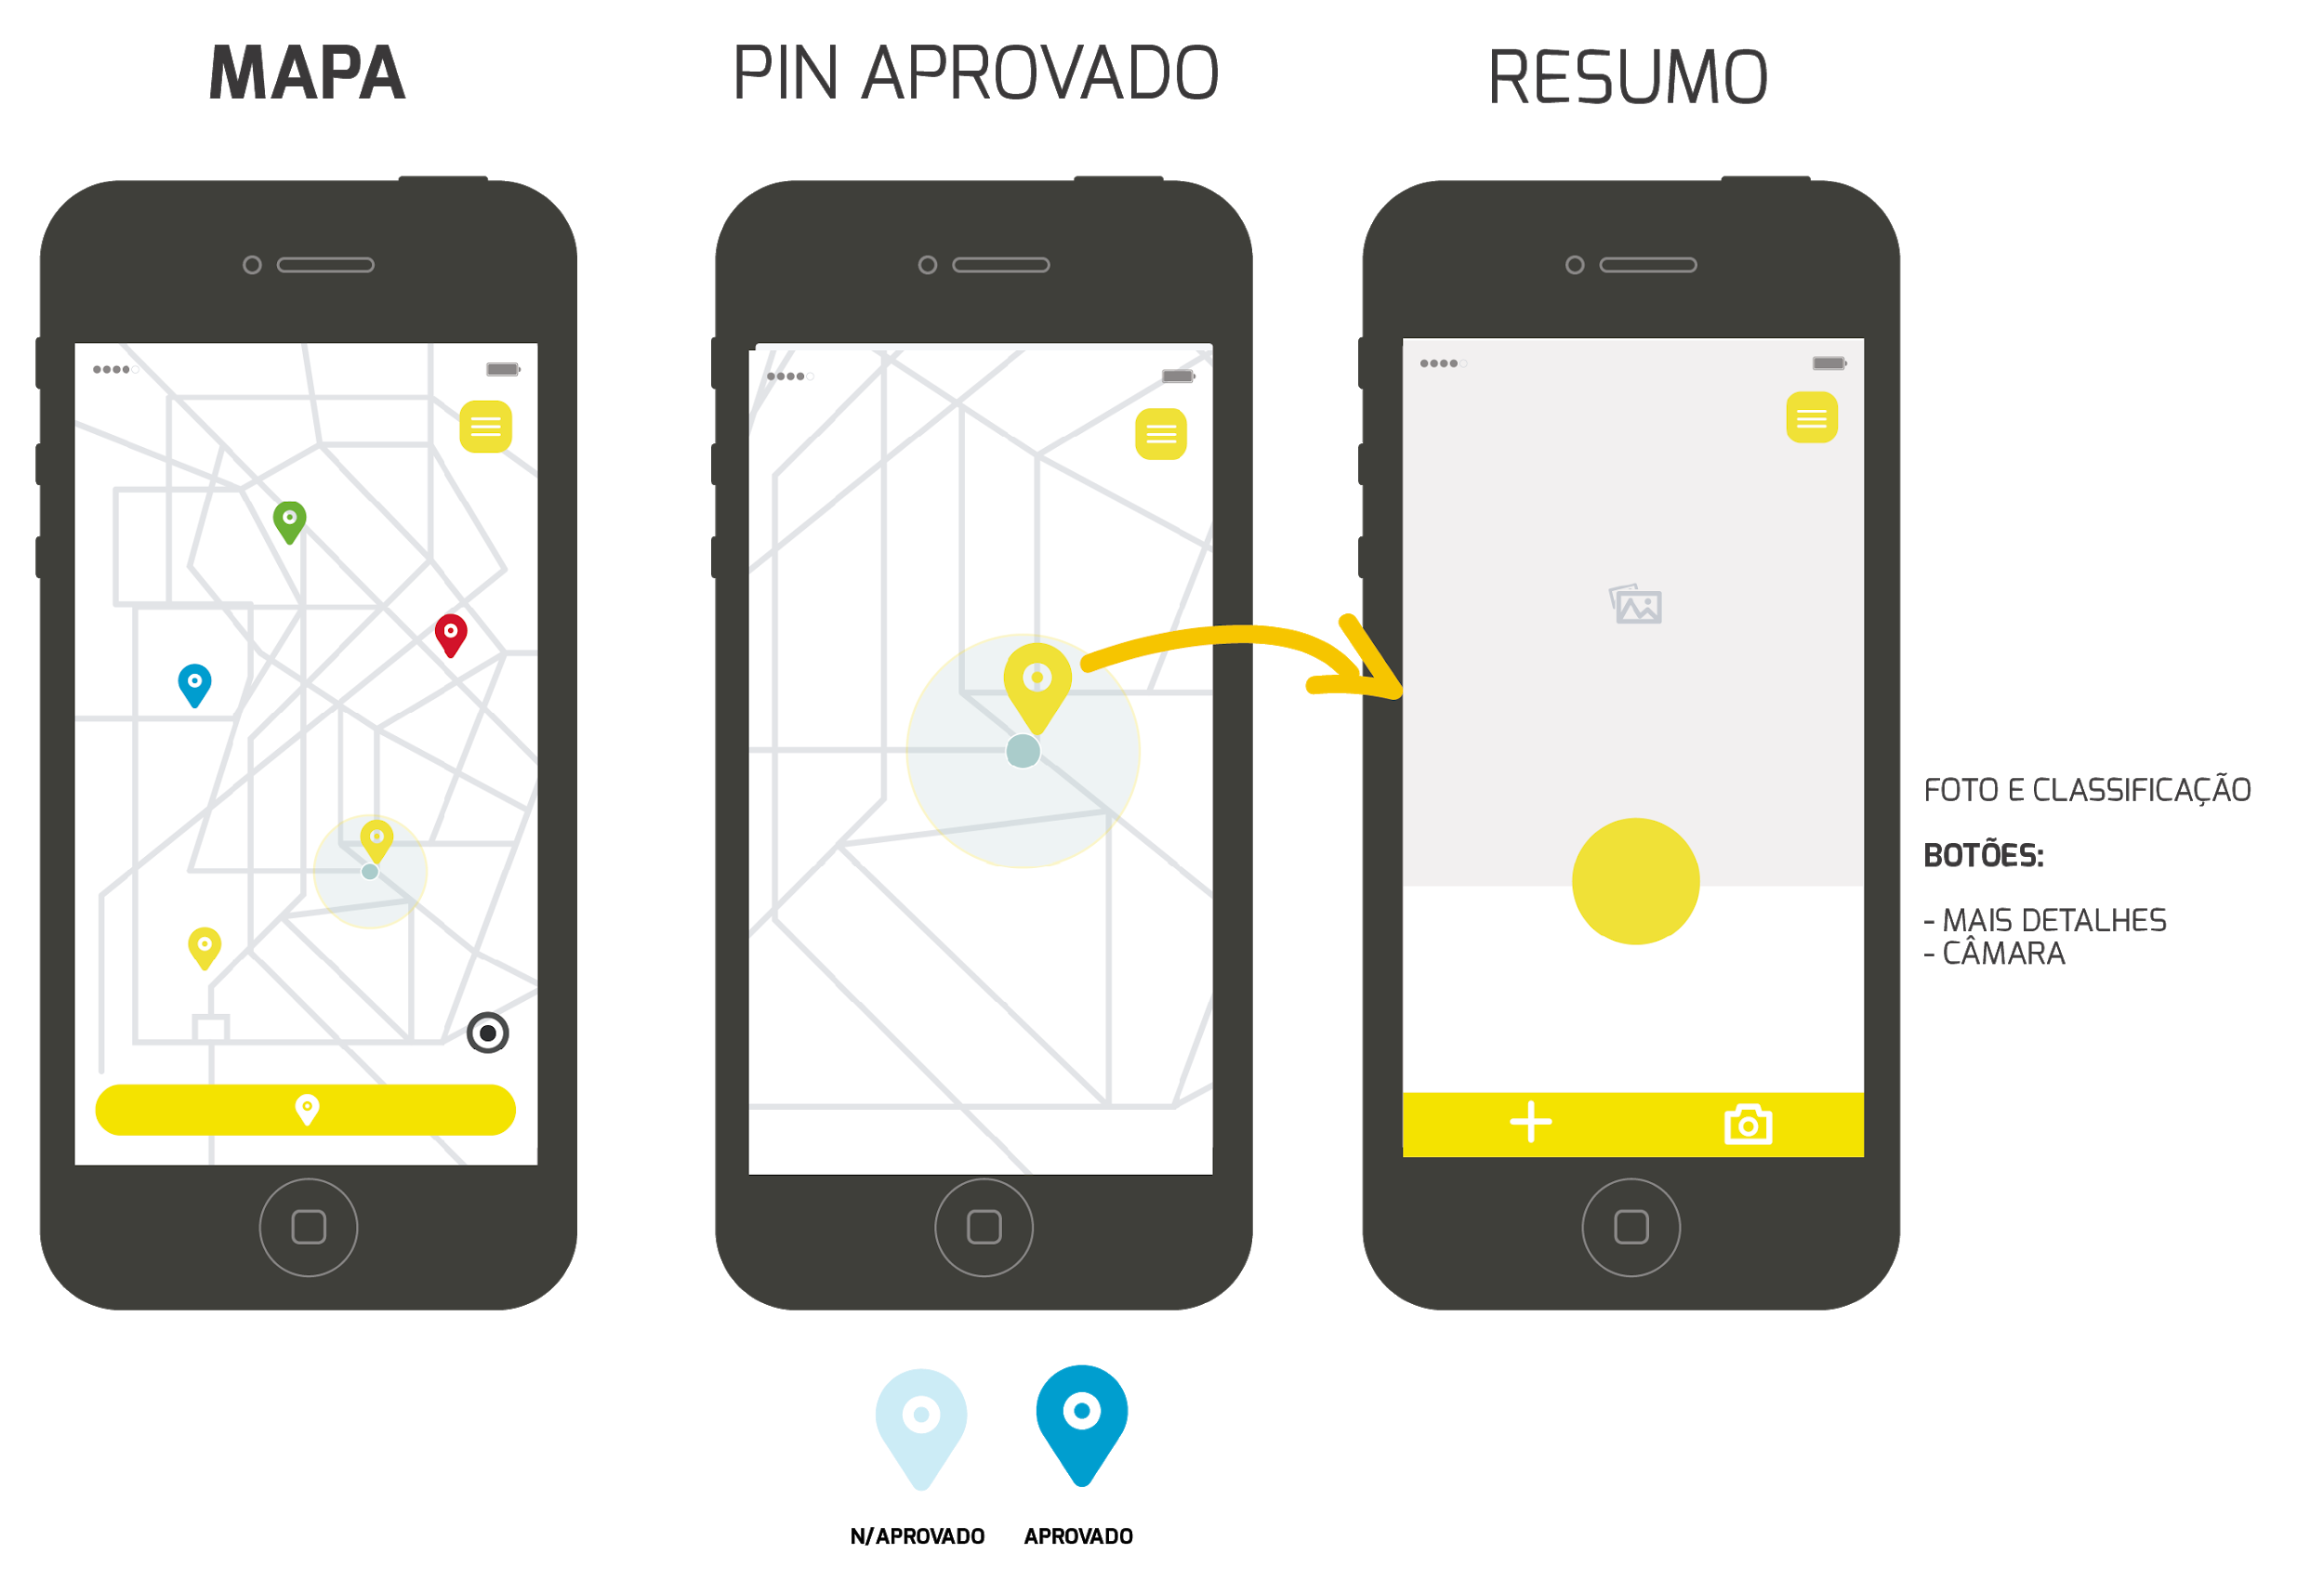 MAPA
PIN APROVADO
RESUMO
FOTO E CLASSIFICAÇÃO
BOTÕES:
- MAIS DETALHES
- CÂMARA
N/APROVADO
APROVADO